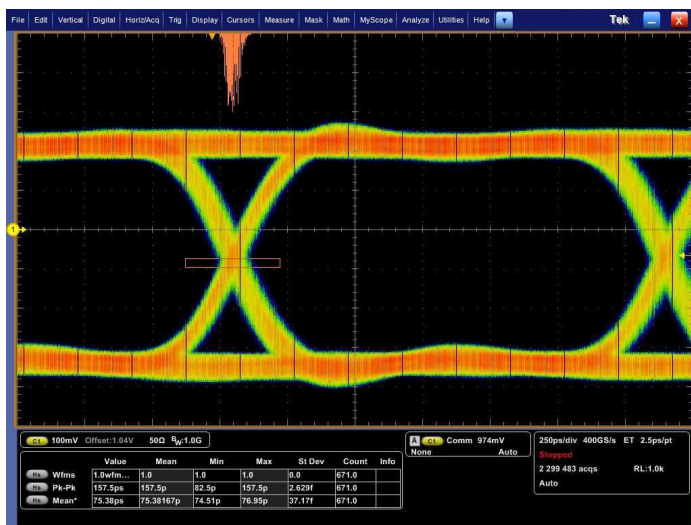 File Edit Vertical Digital Horiz/Acq Trig Display Cursors Measure Mask Math MyScope Analyze Utilities Help Tek X
1
C1 100mV Offset:1.04V 50Ω BW:1.0G
A C1 Comm 974mV
None Auto
250ps/div 400GS/s ET 2.5ps/pt
Stopped
2 299 483 acqs RL:1.0k
Auto
Value Mean Min Max St Dev Count Info
Hs Wfms 1.0wfm... 1.0 1.0 1.0 0.0 671.0
Hs Pk-Pk 157.5ps 157.5p 82.5p 157.5p 2.629f 671.0
Hs Mean* 75.38ps 75.38167p 74.51p 76.95p 37.17f 671.0